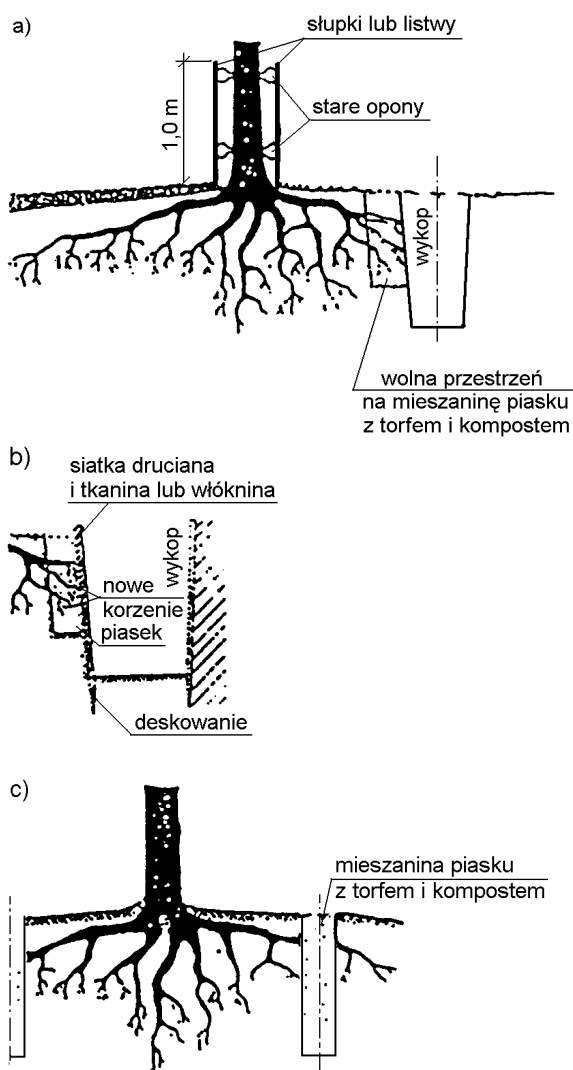 a)
słupki lub listwy
stare opony
1,0 m
wykop
wolna przestrzeń
na mieszaninę piasku
z torfem i kompostem
b)
siatka druciana
i tkanina lub włóknina
wykop
nowe
korzenie
piasek
deskowanie
c)
mieszanina piasku
z torfem i kompostem